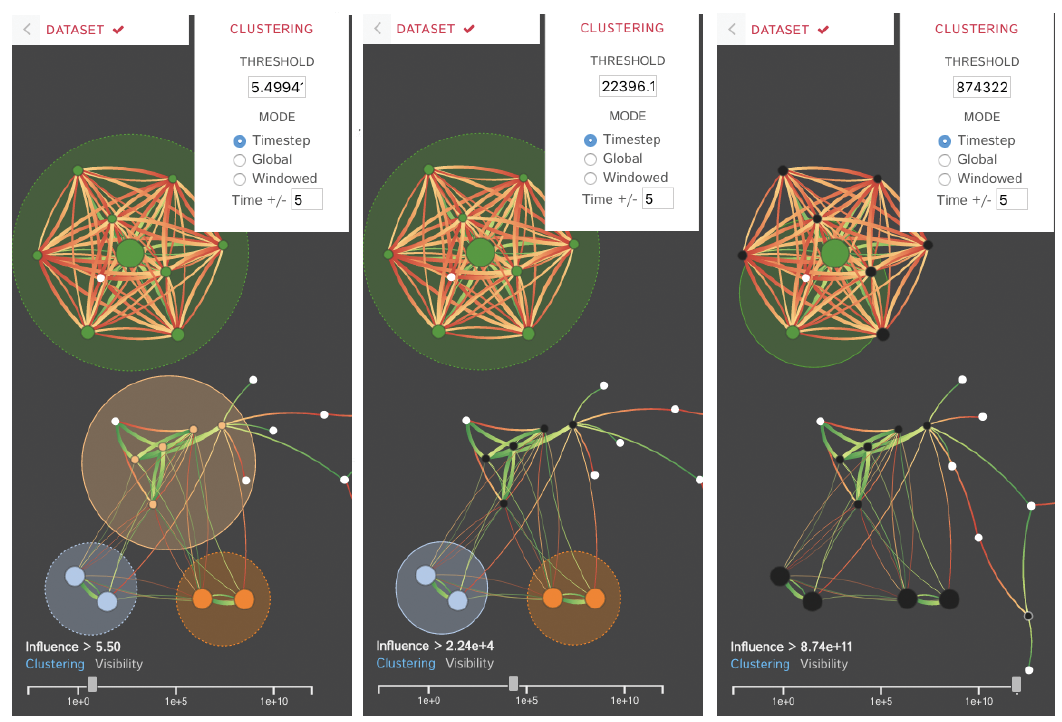 DATASET
CLUSTERING
THRESHOLD
5.4994
MODE
Timestep
Global
Windowed
Time +/- 5
Influence > 5.50
Clustering Visibility
1e+0 1e+5 1e+10
DATASET
CLUSTERING
THRESHOLD
22396.1
MODE
Timestep
Global
Windowed
Time +/- 5
Influence > 2.24e+4
Clustering Visibility
1e+0 1e+5 1e+10
DATASET
CLUSTERING
THRESHOLD
874322
MODE
Timestep
Global
Windowed
Time +/- 5
Influence > 8.74e+11
Clustering Visibility
1e+0 1e+5 1e+10